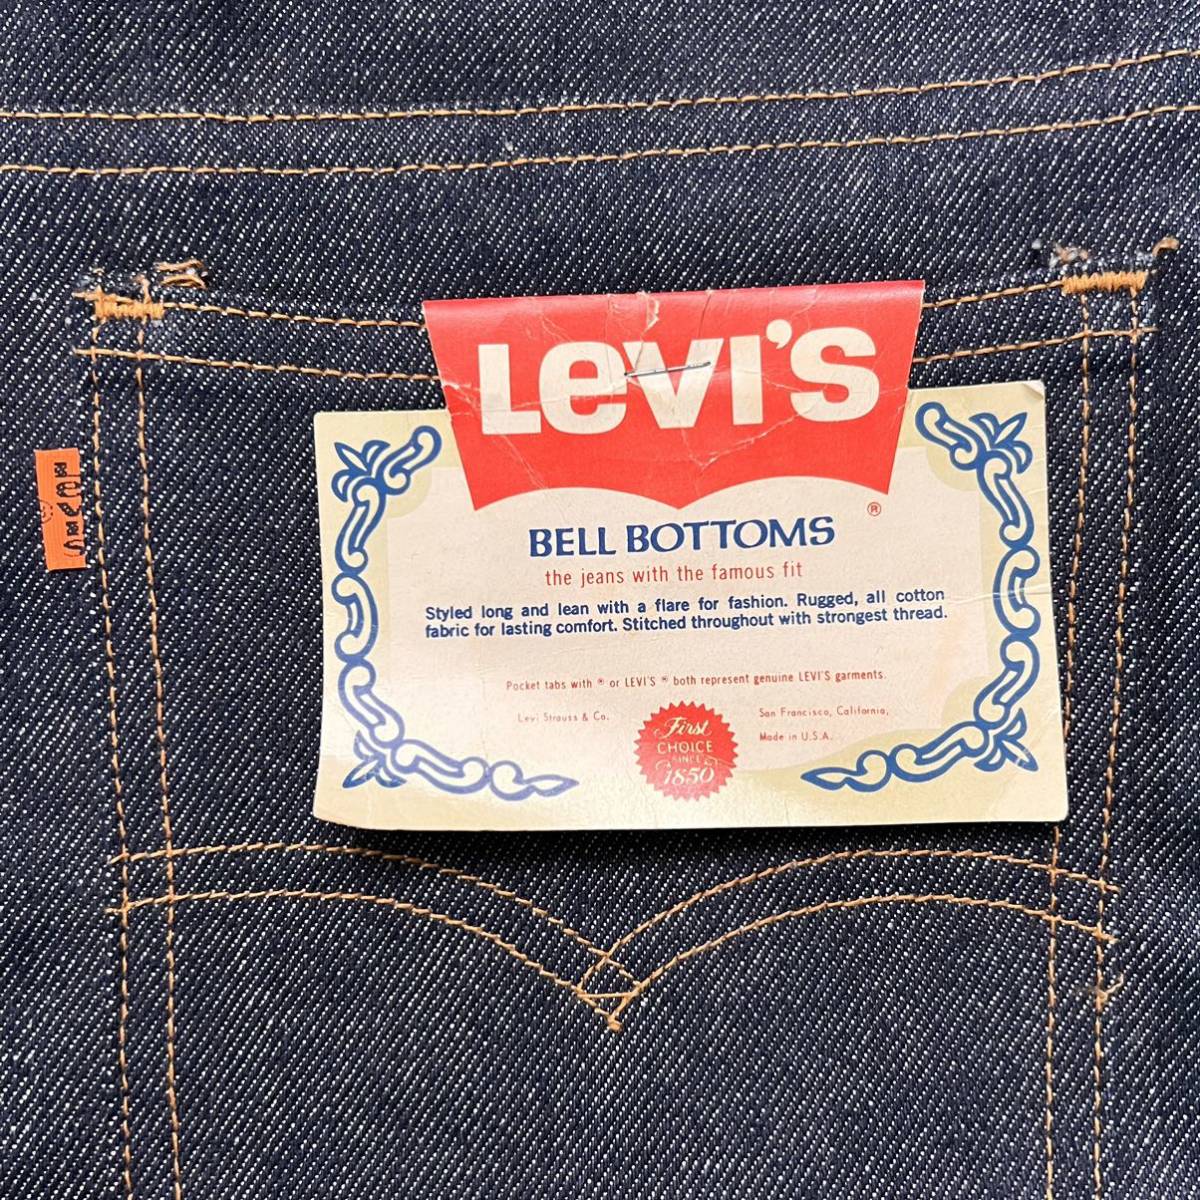 LeVI'S
®
BELL BOTTOMS
the jeans with the famous fit
Styled long and lean with a flare for fashion. Rugged, all cotton
fabric for lasting comfort. Stitched throughout with strongest thread.
Pocket tabs with ® or LEVI'S ® both represent genuine LEVI'S garments.
Levi Strauss & Co.
First
CHOICE
SINCE
1850
San Francisco, California,
Made in U.S.A.
Levi's
®